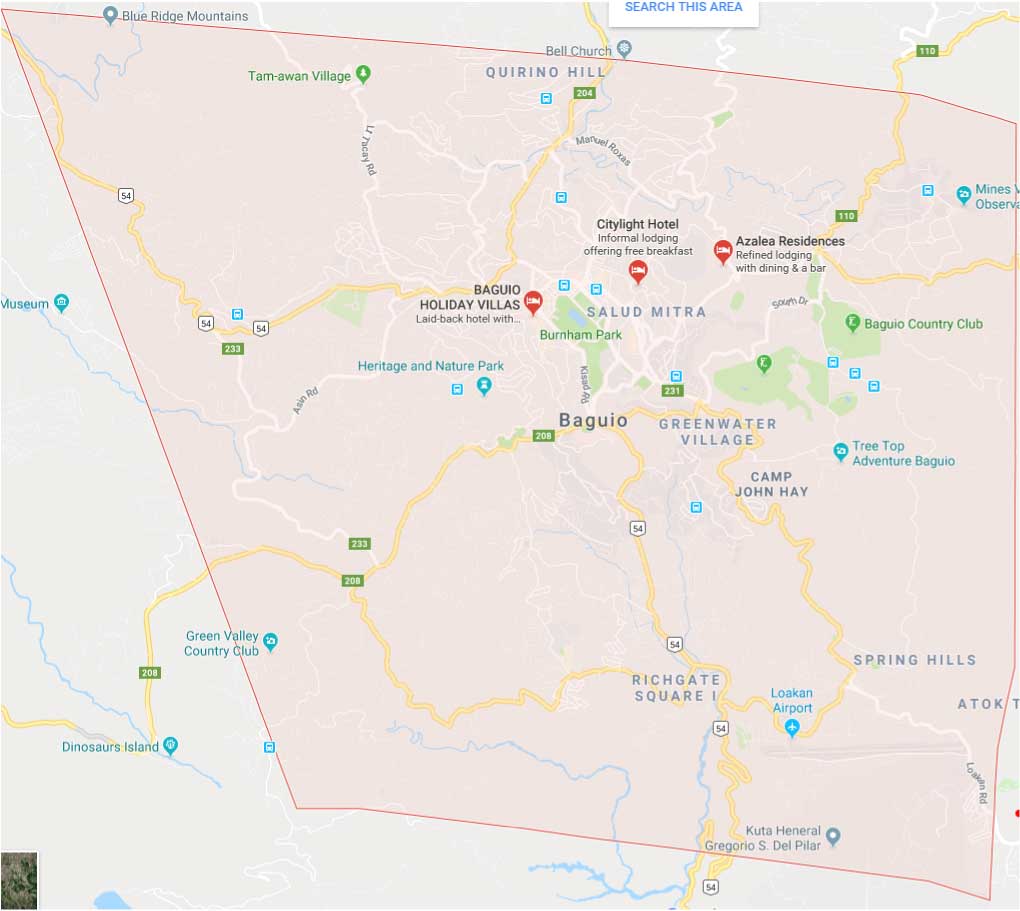 SEARCH THIS AREA
Blue Ridge Mountains
Bell Church
110
Tam-awan Village
QUIRINO HILL
204
Manuel Roxas
Lt Tacay Rd
54
Mines V
Observa
110
Citylight Hotel
Informal lodging
offering free breakfast
Azalea Residences
Refined lodging
with dining & a bar
BAGUIO
HOLIDAY VILLAS
Laid-back hotel with...
Museum
South Dr
SALUD MITRA
54
54
233
Burnham Park
Baguio Country Club
Heritage and Nature Park
Kisad Rd
Asin Rd
231
Baguio
208
GREENWATER
VILLAGE
Tree Top
Adventure Baguio
CAMP
JOHN HAY
54
233
208
Green Valley
Country Club
54
208
RICHGATE
SQUARE I
SPRING HILLS
Loakan
Airport
ATOK T
54
Dinosaurs Island
Loakan Rd
Kuta Heneral
Gregorio S. Del Pilar
54